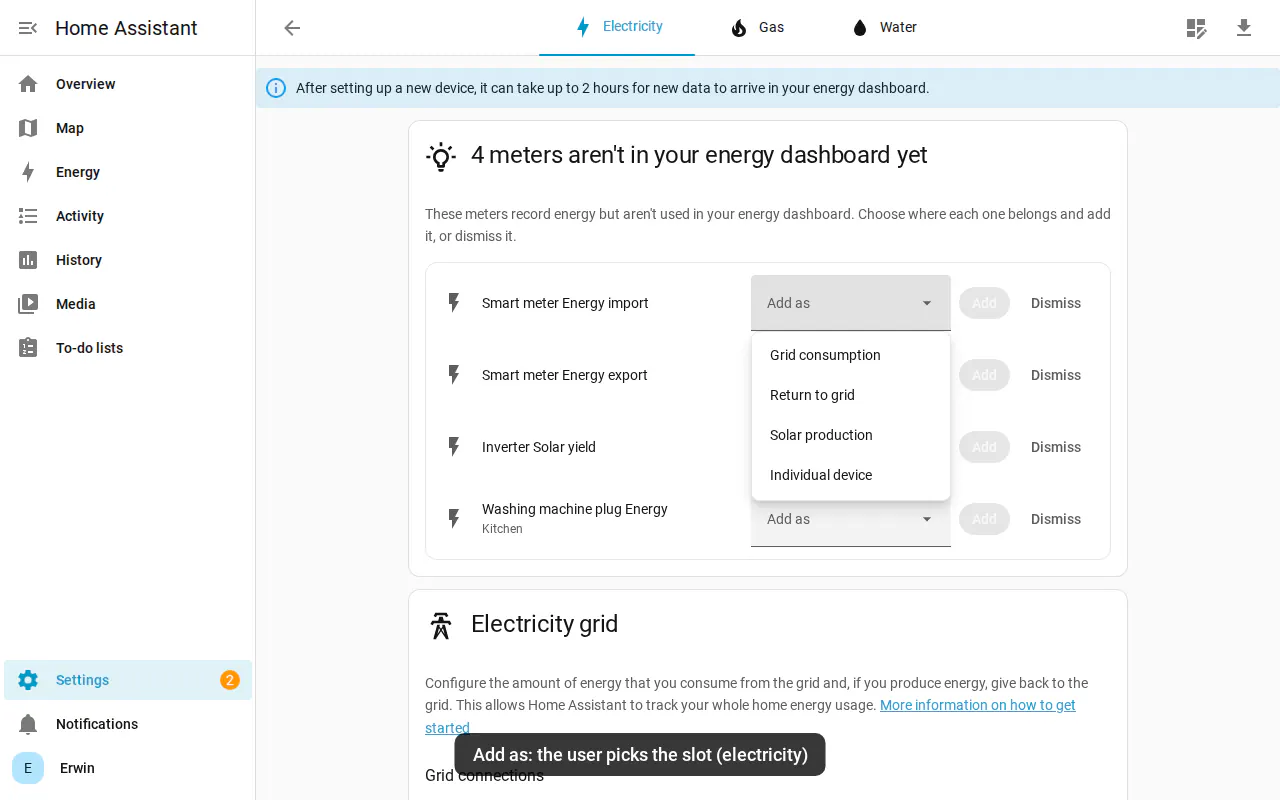 Home Assistant
Electricity
Gas
Water
Overview
Map
Energy
Activity
History
Media
To-do lists
Settings
2
Notifications
E
Erwin
After setting up a new device, it can take up to 2 hours for new data to arrive in your energy dashboard.
4 meters aren't in your energy dashboard yet
These meters record energy but aren't used in your energy dashboard. Choose where each one belongs and add
it, or dismiss it.
Smart meter Energy import
Add as
Add
Dismiss
Grid consumption
Smart meter Energy export
Return to grid
Add
Dismiss
Solar production
Inverter Solar yield
Add
Dismiss
Individual device
Washing machine plug Energy
Kitchen
Add as
Add
Dismiss
Electricity grid
Configure the amount of energy that you consume from the grid and, if you produce energy, give back to the
grid. This allows Home Assistant to track your whole home energy usage. More information on how to get
started
Add as: the user picks the slot (electricity)
Grid connections